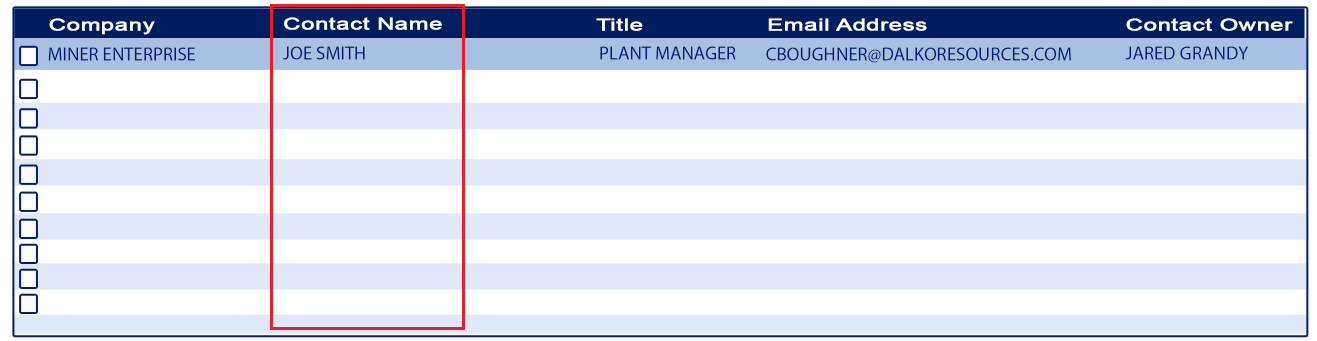 Company Contact Name Title Email Address Contact Owner
MINER ENTERPRISE JOE SMITH PLANT MANAGER CBOUGHNER@DALKORESOURCES.COM JARED GRANDY